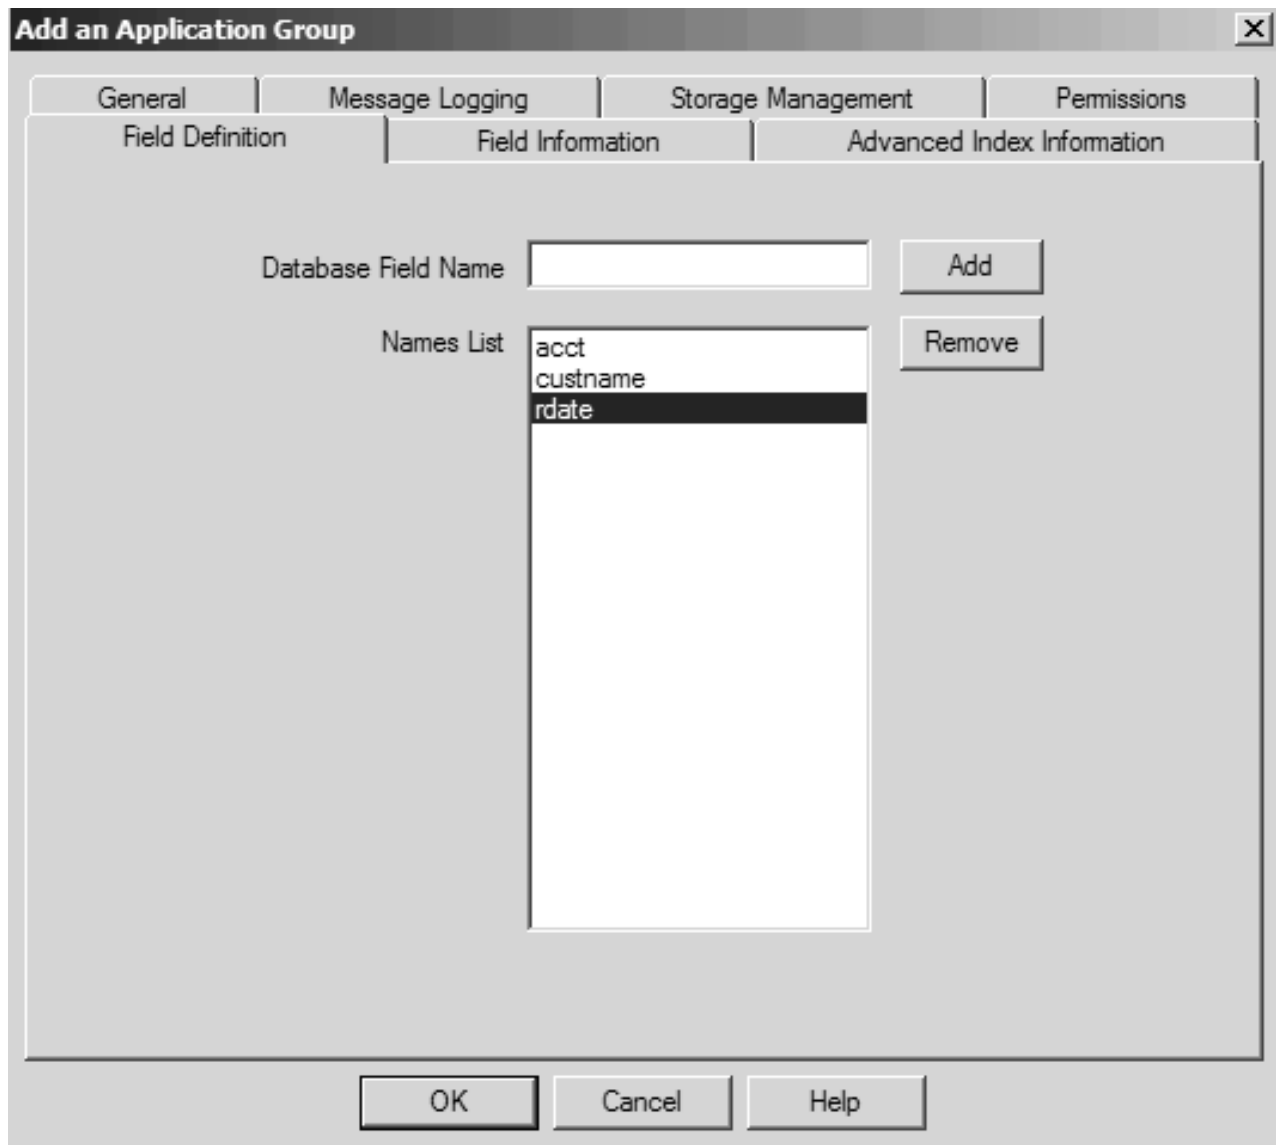 Add an Application Group
General Message Logging Storage Management Permissions
Field Definition Field Information Advanced Index Information
Database Field Name Add
Names List Remove
acct
custname
rdate
OK Cancel Help